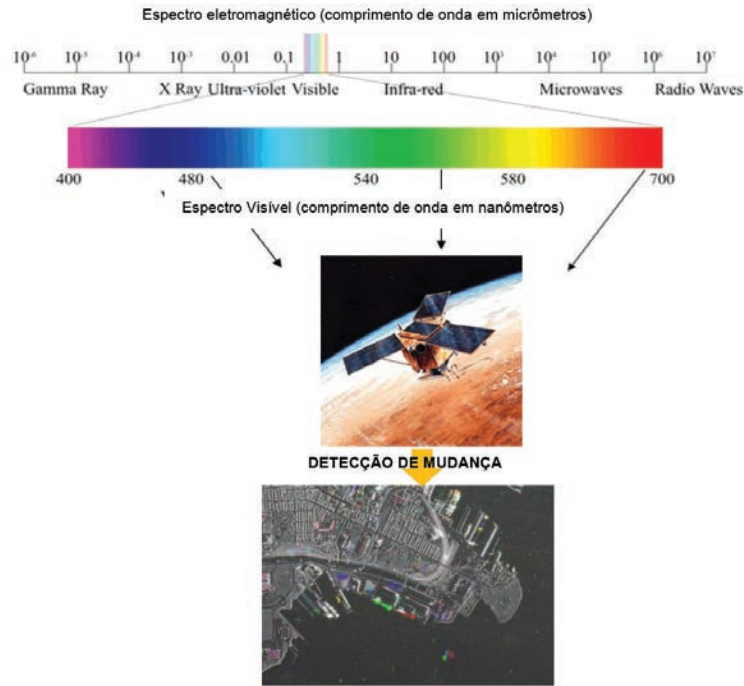 Espectro eletromagnético (comprimento de onda em micrômetros)
10⁻⁶ 10⁻⁵ 10⁻³ 0,01 0,1 1 10 100 10³ 10⁴ 10⁵ 10⁶ 10⁷
Gamma Ray X Ray Ultra-violet Visible Infra-red Microwaves Radio Waves
400 480 540 580 700
Espectro Visível (comprimento de onda em nanômetros)
DETECÇÃO DE MUDANÇA